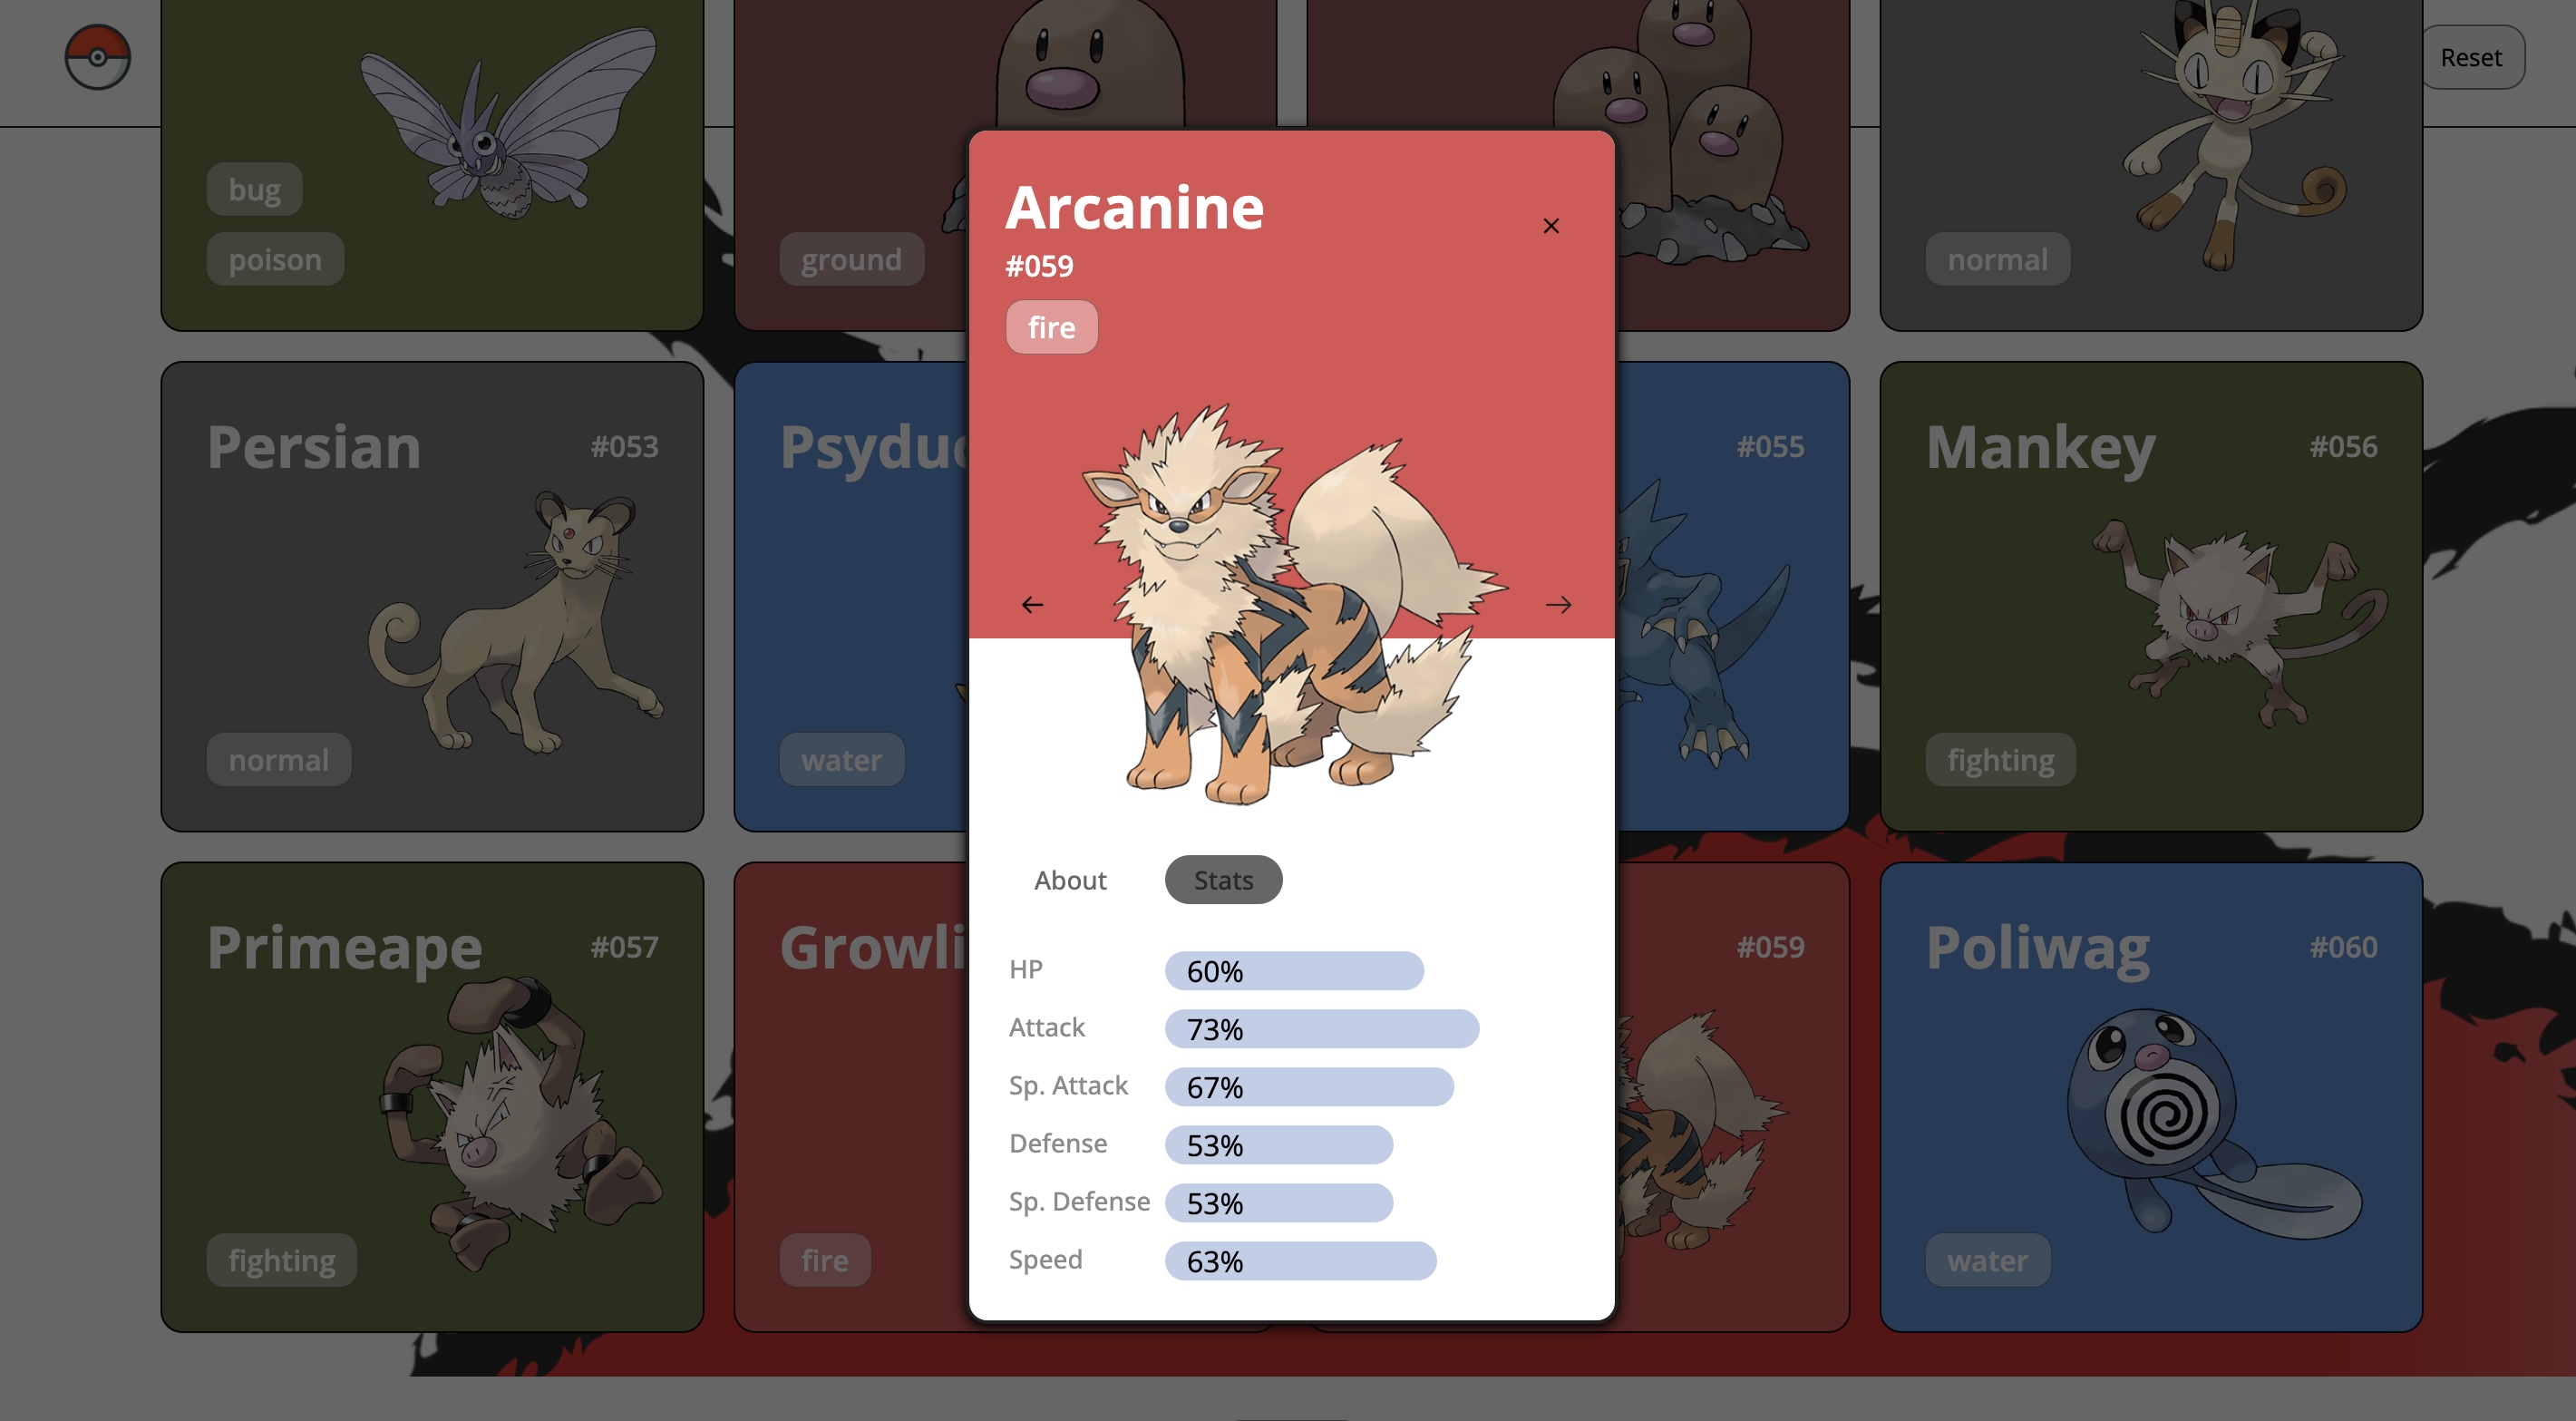 Reset
bug
poison
ground
normal
Arcanine
#059
fire
Persian #053
normal
Psyduc
water
#055
Mankey #056
fighting
About Stats
HP 60%
Attack 73%
Sp. Attack 67%
Defense 53%
Sp. Defense 53%
Speed 63%
Primeape #057
fighting
Growli
fire
#059
Poliwag #060
water